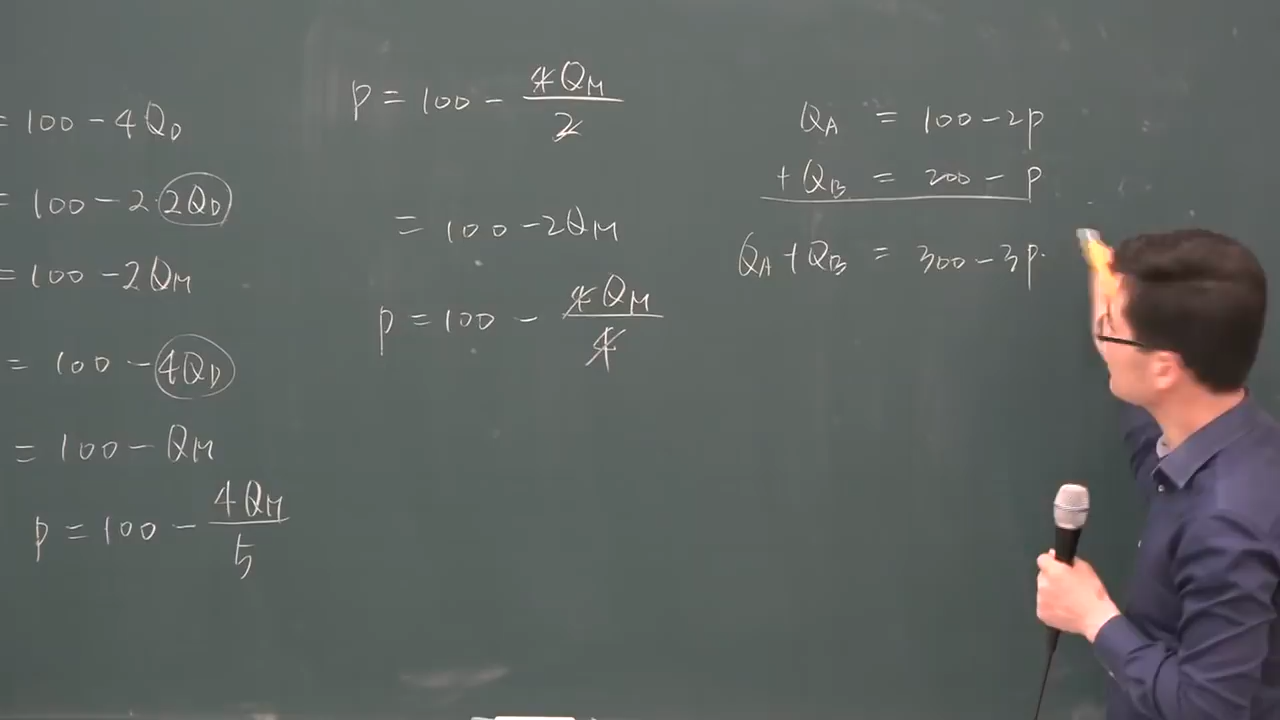 = 100 - 4Q_D
= 100 - 2·2Q_D
= 100 - 2Q_M
= 100 - 4Q_D
= 100 - Q_M
P = 100 - 4Q_M / 5
P = 100 - 4Q_M / 2
= 100 - 2Q_M
P = 100 - 4Q_M / 4
Q_A = 100 - 2P
+ Q_B = 200 - P
Q_A + Q_B = 300 - 3P.